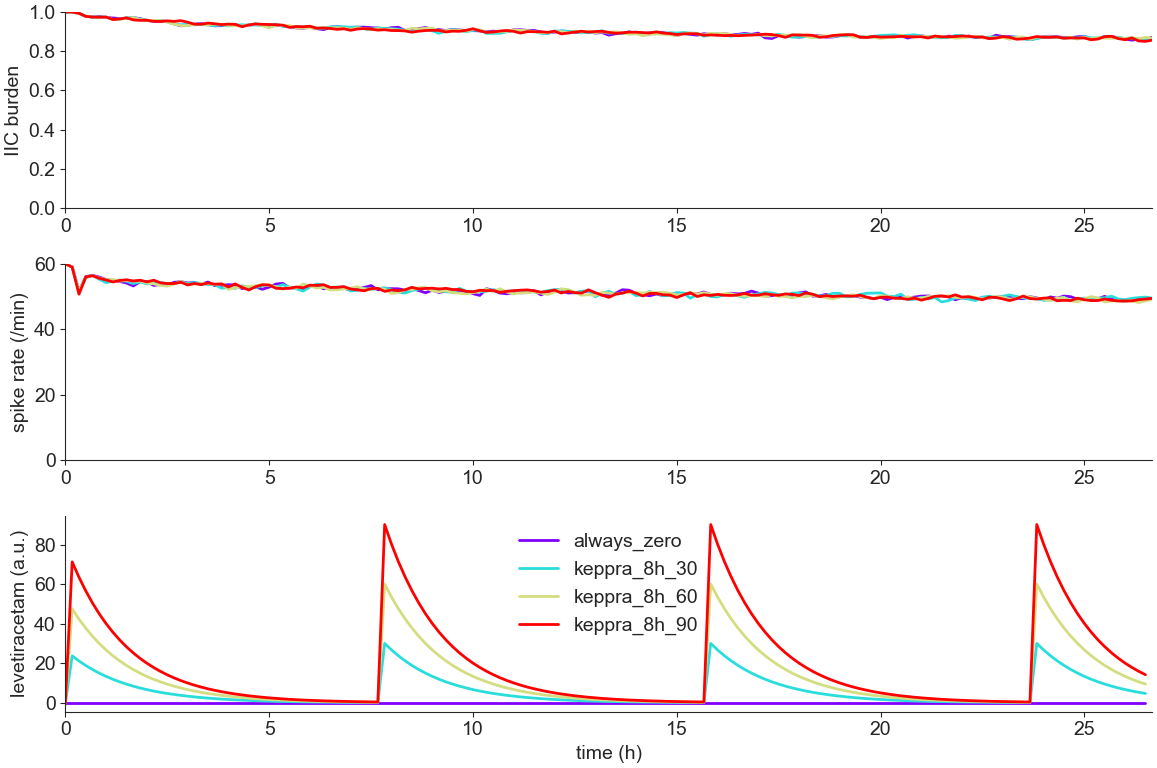 1.0
0.8
0.6
0.4
0.2
0.0
IIC burden
0 5 10 15 20 25
60
40
20
0
spike rate (/min)
0 5 10 15 20 25
80
60
40
20
0
levetiracetam (a.u.)
always_zero
keppra_8h_30
keppra_8h_60
keppra_8h_90
0 5 10 15 20 25
time (h)